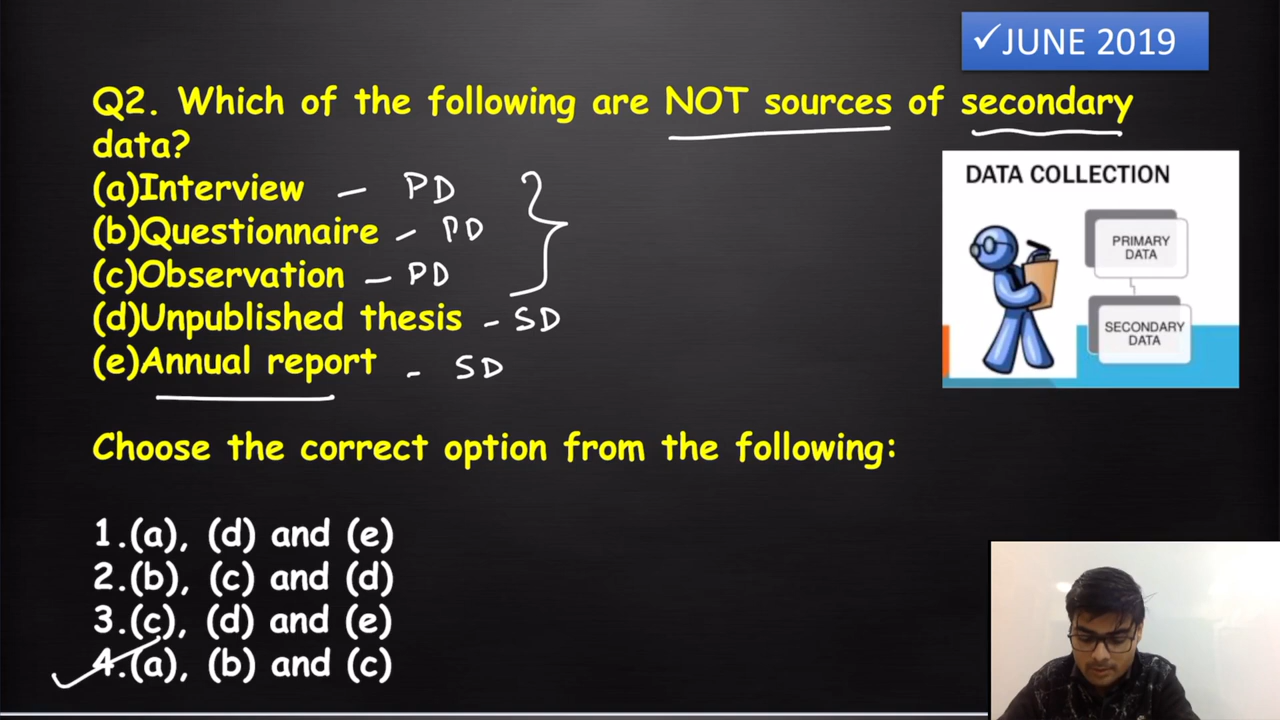 ✓JUNE 2019
Q2. Which of the following are NOT sources of secondary
data?
(a)Interview – PD
(b)Questionnaire – PD
(c)Observation – PD
(d)Unpublished thesis – SD
(e)Annual report - SD
DATA COLLECTION
PRIMARY
DATA
SECONDARY
DATA
Choose the correct option from the following:
1.(a), (d) and (e)
2.(b), (c) and (d)
3.(c), (d) and (e)
4.(a), (b) and (c)